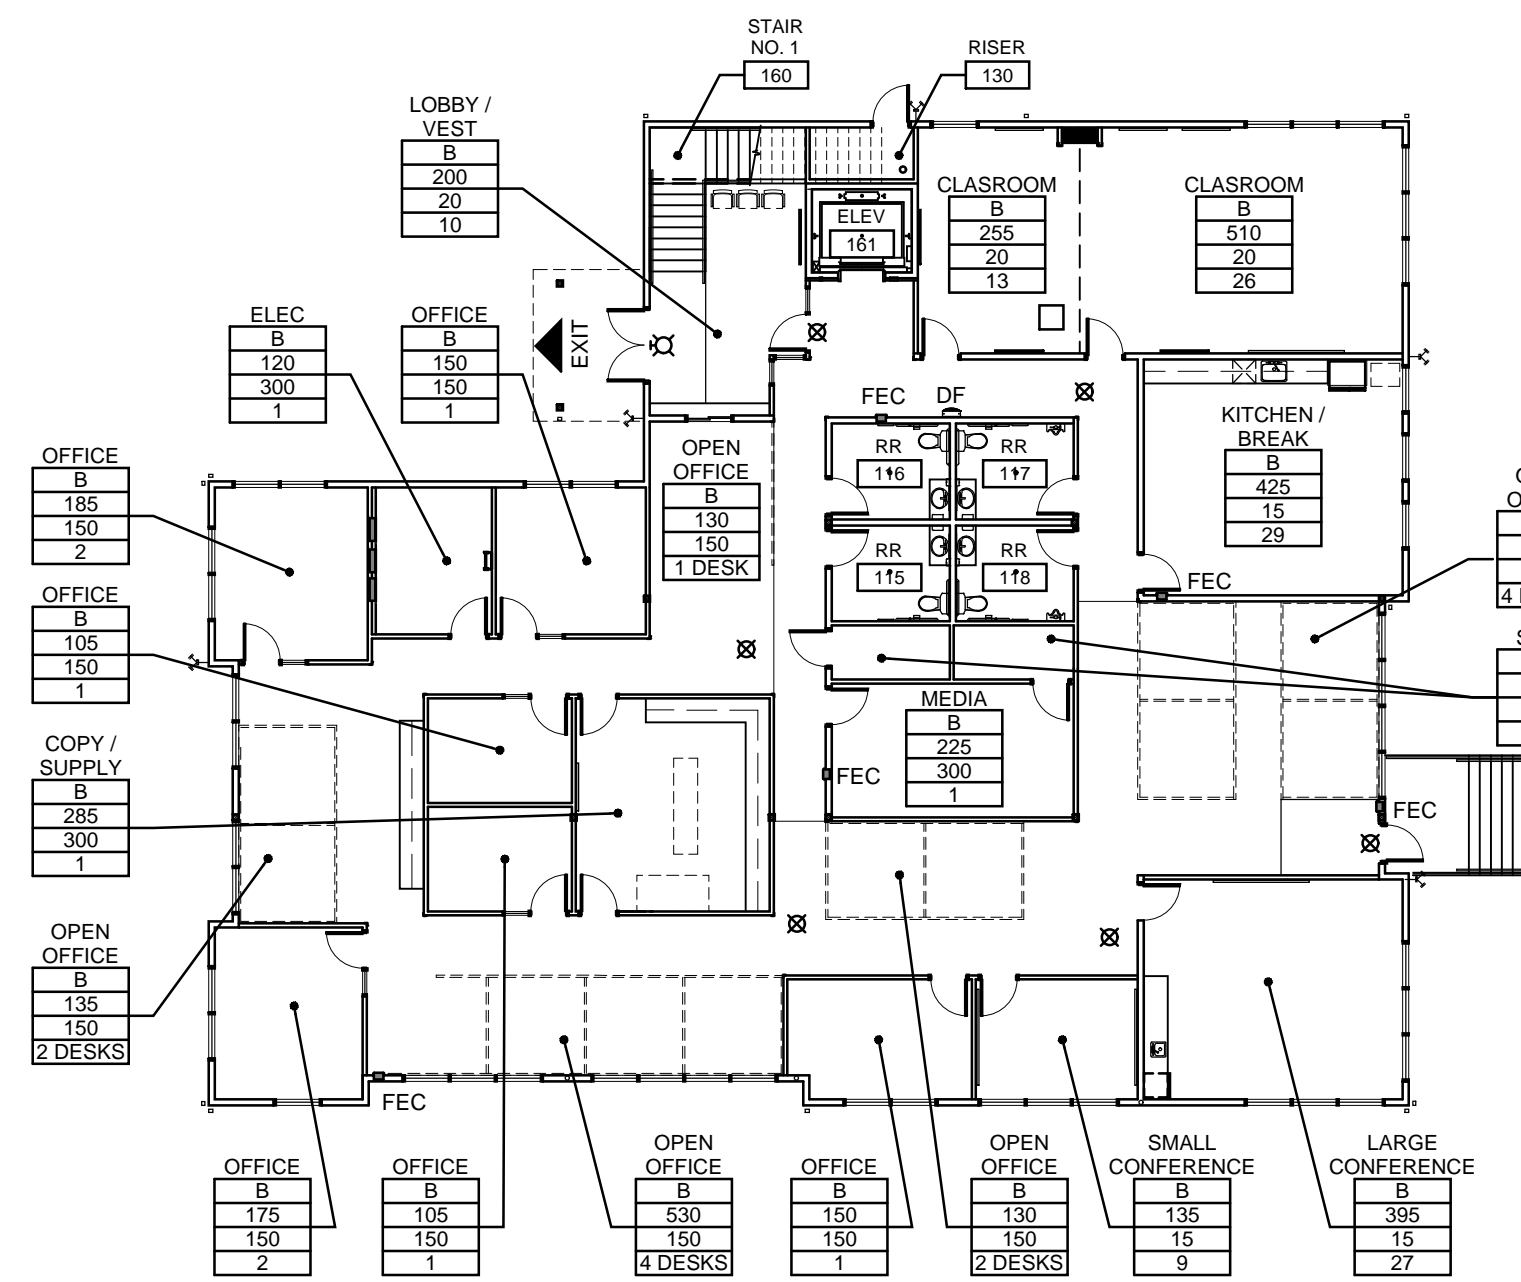 STAIR
NO. 1
160
RISER
130
LOBBY /
VEST
B
200
20
10
ELEV
161
CLASROOM
B
255
20
13
CLASROOM
B
510
20
26
ELEC
B
120
300
1
OFFICE
B
150
150
1
EXIT
FEC
DF
KITCHEN /
BREAK
B
425
15
29
OFFICE
B
185
150
2
OPEN
OFFICE
B
130
150
1 DESK
RR
116
RR
117
RR
115
RR
118
FEC
4
OFFICE
B
105
150
1
MEDIA
B
225
300
1
FEC
COPY /
SUPPLY
B
285
300
1
FEC
OPEN
OFFICE
B
135
150
2 DESKS
FEC
OFFICE
B
175
150
2
OFFICE
B
105
150
1
OPEN
OFFICE
B
530
150
4 DESKS
OFFICE
B
150
150
1
OPEN
OFFICE
B
130
150
2 DESKS
SMALL
CONFERENCE
B
135
15
9
LARGE
CONFERENCE
B
395
15
27